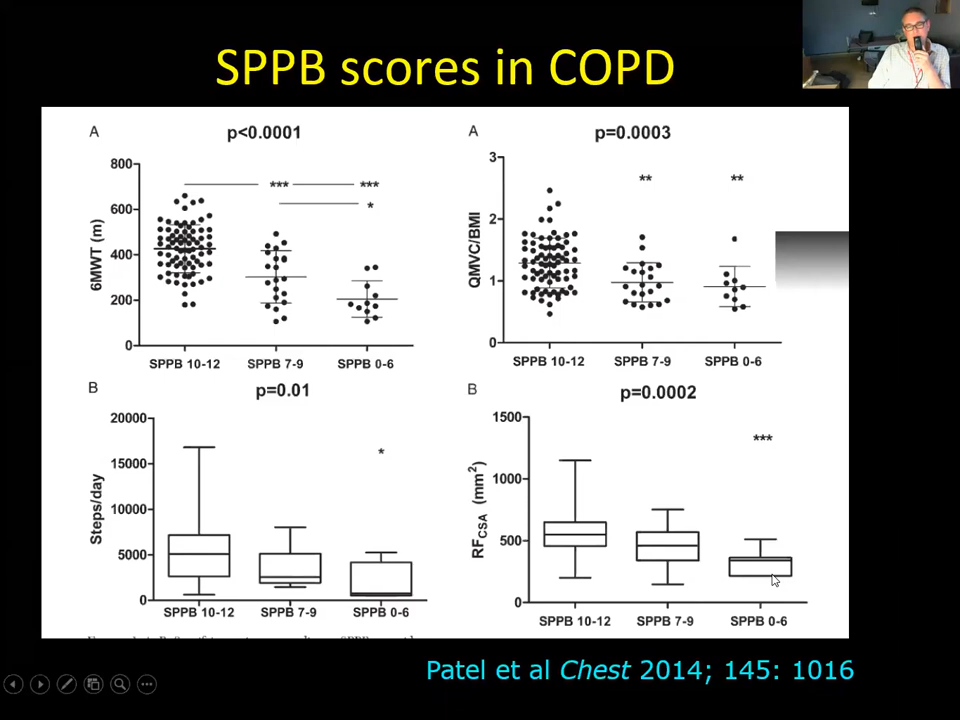 SPPB scores in COPD
A
p<0.0001
800
600
400
200
0
6MWT (m)
***
***
*
SPPB 10-12
SPPB 7-9
SPPB 0-6
A
p=0.0003
3
2
1
0
QMVC/BMI
**
**
SPPB 10-12
SPPB 7-9
SPPB 0-6
B
p=0.01
20000
15000
10000
5000
0
Steps/day
*
SPPB 10-12
SPPB 7-9
SPPB 0-6
B
p=0.0002
1500
1000
500
0
RFCSA (mm²)
***
SPPB 10-12
SPPB 7-9
SPPB 0-6
Patel et al Chest 2014; 145: 1016